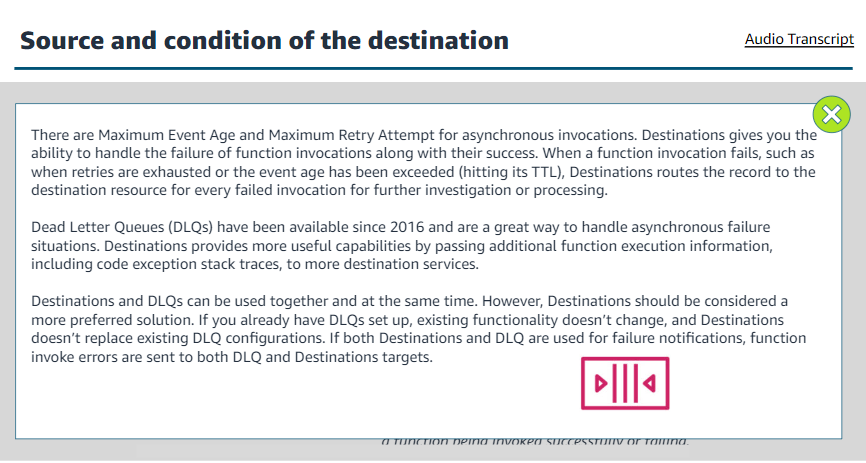 Source and condition of the destination
Audio Transcript
There are Maximum Event Age and Maximum Retry Attempt for asynchronous invocations. Destinations gives you the
ability to handle the failure of function invocations along with their success. When a function invocation fails, such as
when retries are exhausted or the event age has been exceeded (hitting its TTL), Destinations routes the record to the
destination resource for every failed invocation for further investigation or processing.
Dead Letter Queues (DLQs) have been available since 2016 and are a great way to handle asynchronous failure
situations. Destinations provides more useful capabilities by passing additional function execution information,
including code exception stack traces, to more destination services.
Destinations and DLQs can be used together and at the same time. However, Destinations should be considered a
more preferred solution. If you already have DLQs set up, existing functionality doesn’t change, and Destinations
doesn’t replace existing DLQ configurations. If both Destinations and DLQ are used for failure notifications, function
invoke errors are sent to both DLQ and Destinations targets.
a function being invoked successfully or failing.